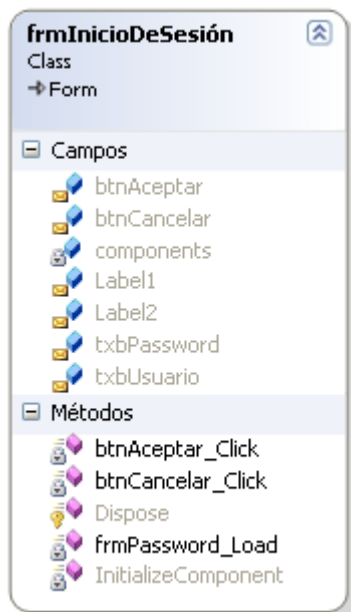 frmInicioDeSesión
Class
Form
Campos
btnAceptar
btnCancelar
components
Label1
Label2
txbPassword
txbUsuario
Métodos
btnAceptar_Click
btnCancelar_Click
Dispose
frmPassword_Load
InitializeComponent